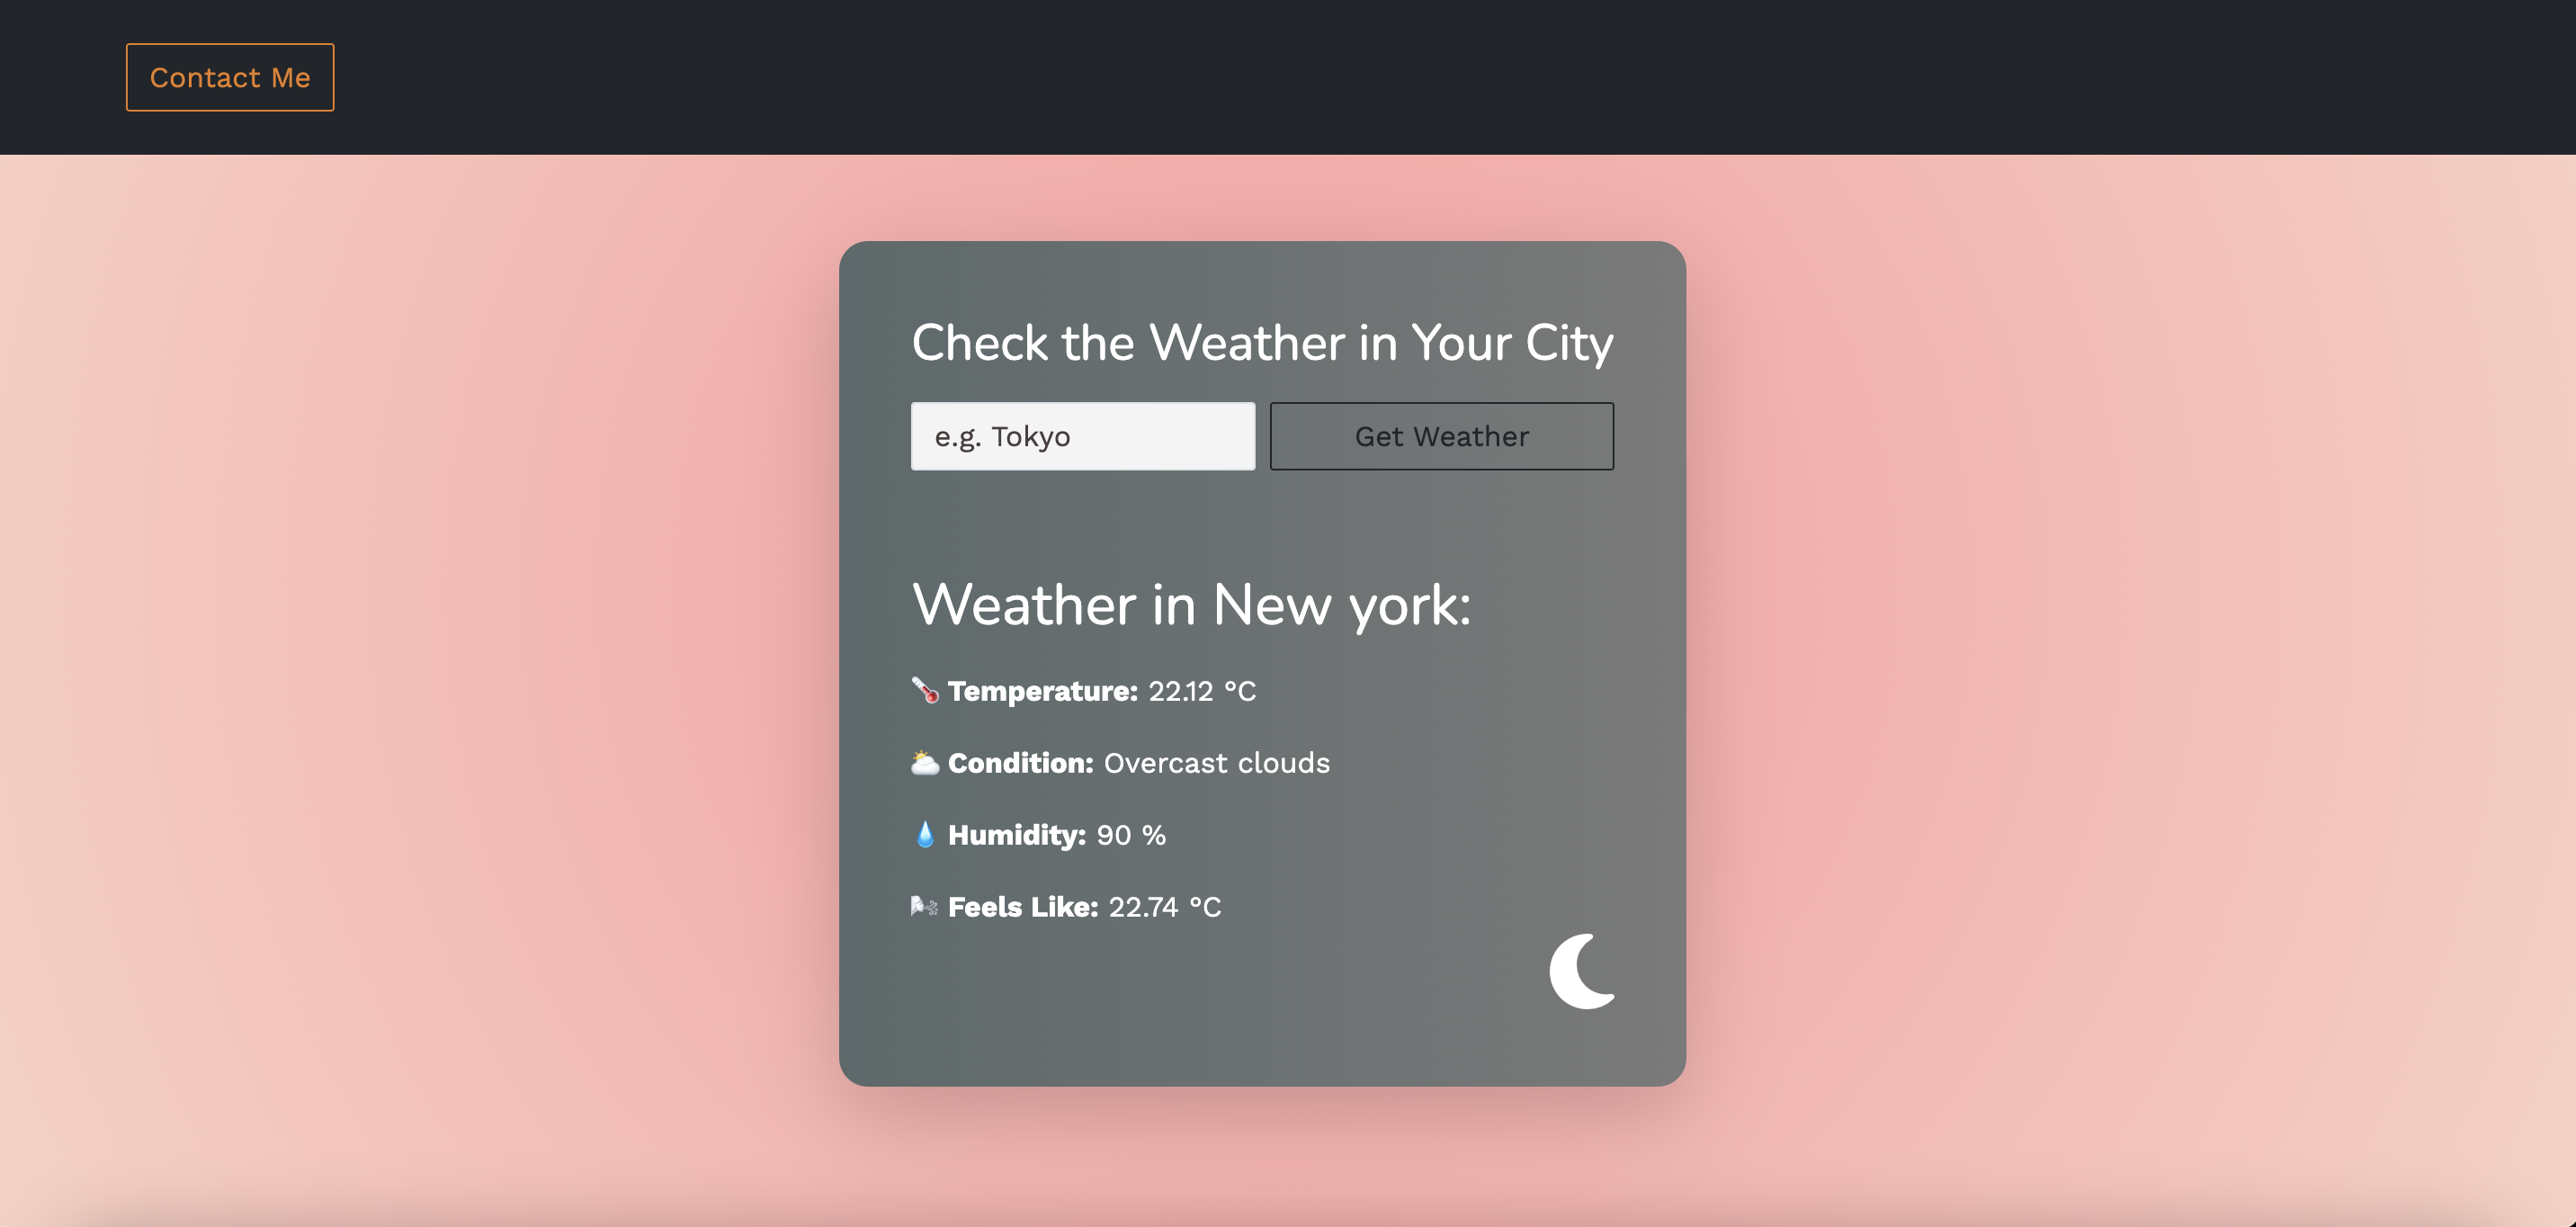 Contact Me
Check the Weather in Your City
e.g. Tokyo
Get Weather
Weather in New york:
Temperature: 22.12 °C
Condition: Overcast clouds
Humidity: 90 %
Feels Like: 22.74 °C